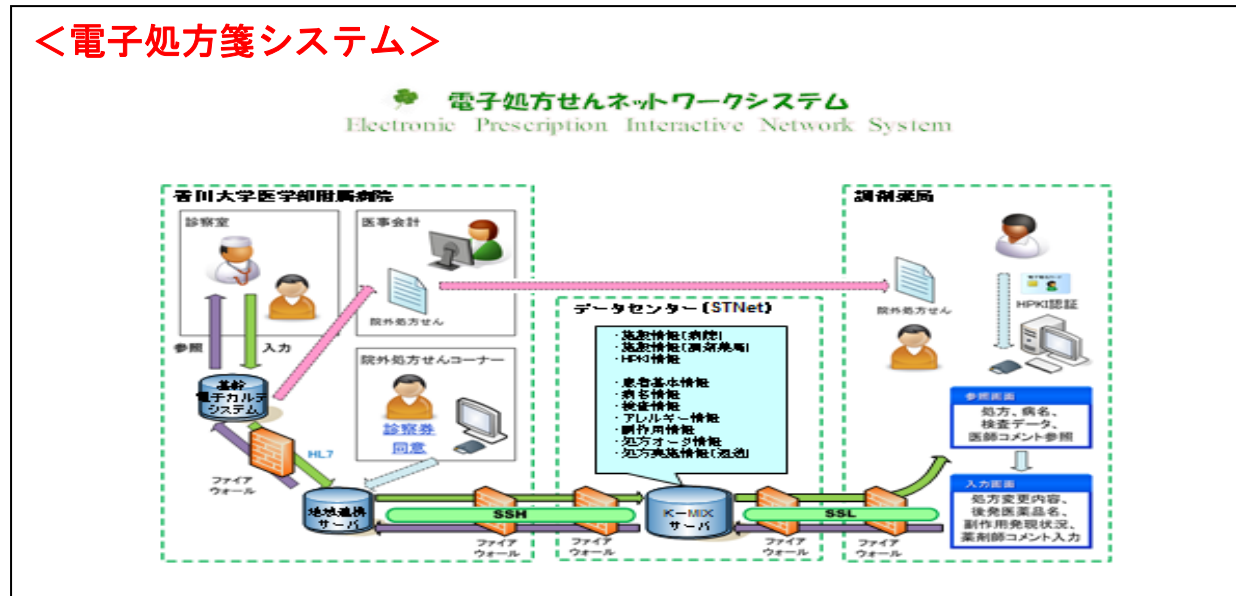 ＜電子処方箋システム＞
電子処方せんネットワークシステム
Electronic Prescription Interactive Network System
香川大学医学部附属病院
診察室
医事会計
院外処方せん
参照
入力
基幹
電子カルテ
システム
院外処方せんコーナー
診察券
同意
HL7
ファイア
ウォール
地域連携
サーバ
SSH
ファイア
ウォール
データセンター (STNet)
・施設情報[病院]
・施設情報[調剤薬局]
・HPKI情報
・患者基本情報
・病名情報
・検査情報
・アレルギー情報
・副作用情報
・処方オーダ情報
・処方実施情報[返送]
ファイア
ウォール
K－MIX
サーバ
ファイア
ウォール
SSL
調剤薬局
院外処方せん
HPKI認証
参照画面
処方、病名、
検査データ、
医師コメント参照
入力画面
処方変更内容、
後発医薬品名、
副作用発現状況、
薬剤師コメント入力
ファイア
ウォール